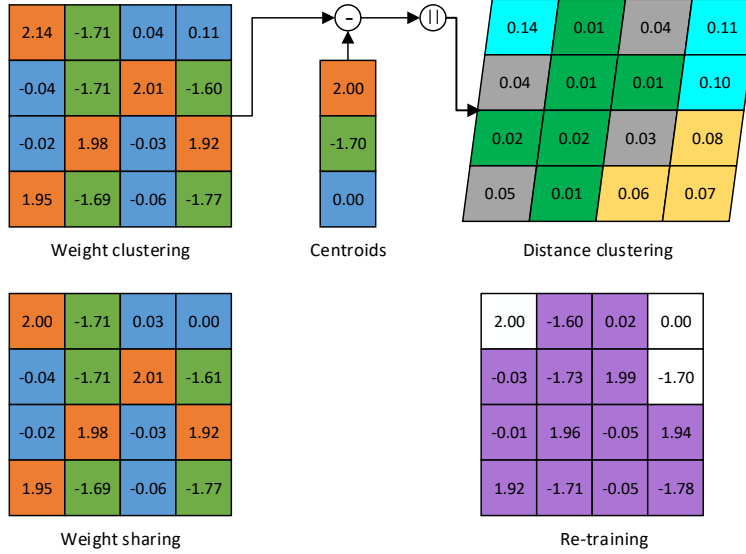 2.14 -1.71 0.04 0.11
-0.04 -1.71 2.01 -1.60
-0.02 1.98 -0.03 1.92
1.95 -1.69 -0.06 -1.77
Weight clustering
-
||
2.00
-1.70
0.00
Centroids
0.14 0.01 0.04 0.11
0.04 0.01 0.01 0.10
0.02 0.02 0.03 0.08
0.05 0.01 0.06 0.07
Distance clustering
2.00 -1.71 0.03 0.00
-0.04 -1.71 2.01 -1.61
-0.02 1.98 -0.03 1.92
1.95 -1.69 -0.06 -1.77
Weight sharing
2.00 -1.60 0.02 0.00
-0.03 -1.73 1.99 -1.70
-0.01 1.96 -0.05 1.94
1.92 -1.71 -0.05 -1.78
Re-training